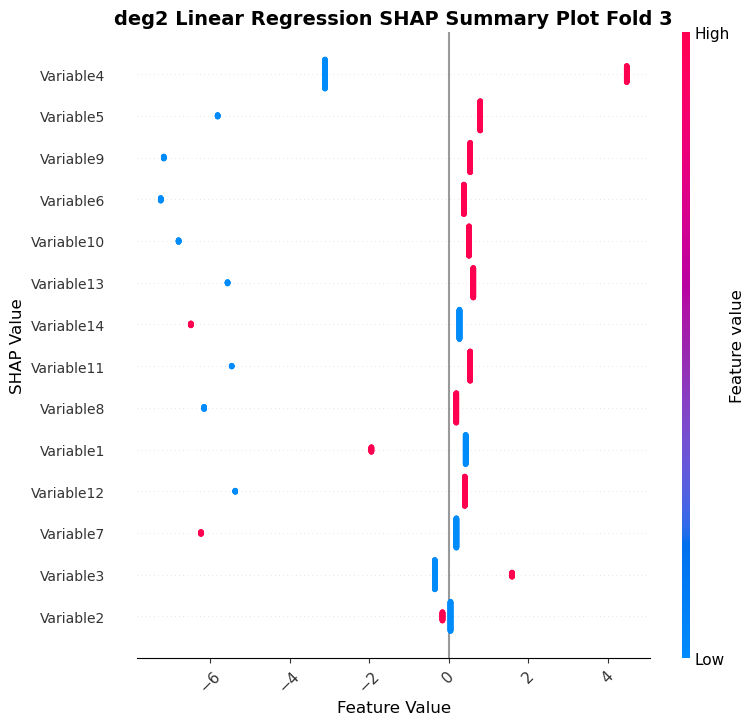 deg2 Linear Regression SHAP Summary Plot Fold 3
High
Variable4
Variable5
Variable9
Variable6
Variable10
Variable13
Variable14
Variable11
Variable8
Variable1
Variable12
Variable7
Variable3
Variable2
SHAP Value
Feature value
Low
−6
−4
−2
0
2
4
Feature Value